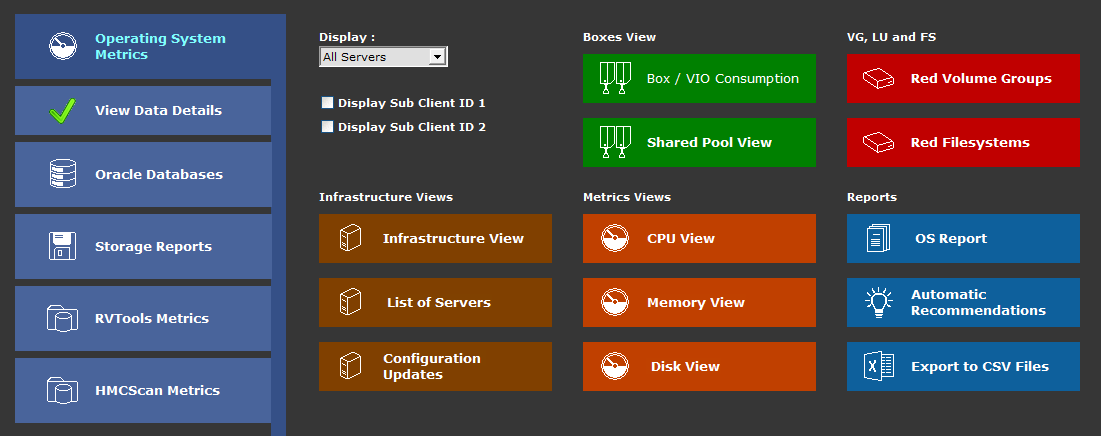 Operating System
Metrics
View Data Details
Oracle Databases
Storage Reports
RVTools Metrics
HMCScan Metrics
Display :
All Servers
Display Sub Client ID 1
Display Sub Client ID 2
Boxes View
Box / VIO Consumption
Shared Pool View
VG, LU and FS
Red Volume Groups
Red Filesystems
Infrastructure Views
Infrastructure View
List of Servers
Configuration
Updates
Metrics Views
CPU View
Memory View
Disk View
Reports
OS Report
Automatic
Recommendations
Export to CSV Files